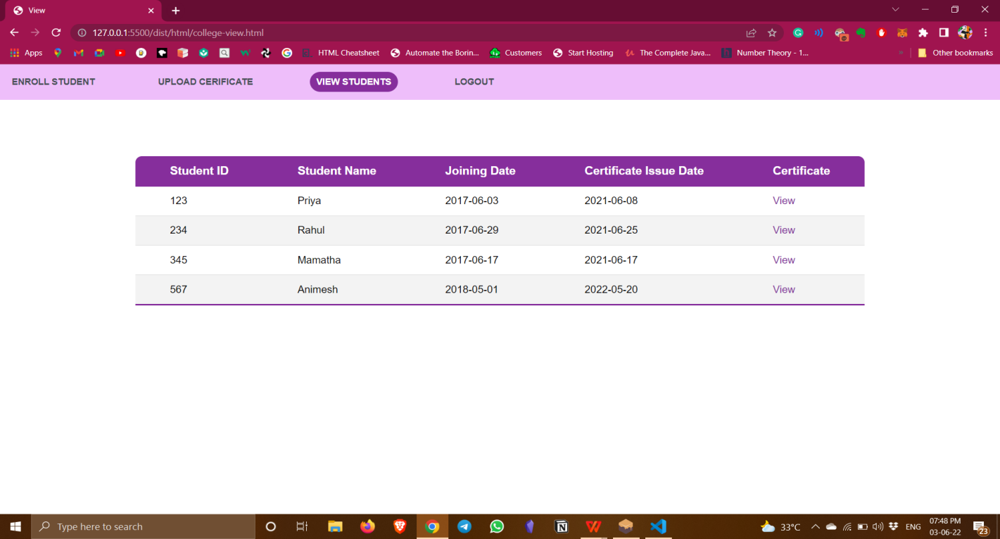 View
127.0.0.1:5500/dist/html/college-view.html
Apps HTML Cheatsheet Automate the Borin... Customers Start Hosting The Complete Java... Number Theory - 1... » Other bookmarks
ENROLL STUDENT UPLOAD CERIFICATE VIEW STUDENTS LOGOUT
Student ID Student Name Joining Date Certificate Issue Date Certificate
123 Priya 2017-06-03 2021-06-08 View
234 Rahul 2017-06-29 2021-06-25 View
345 Mamatha 2017-06-17 2021-06-17 View
567 Animesh 2018-05-01 2022-05-20 View
Type here to search 33°C ENG 07:48 PM
03-06-22 23